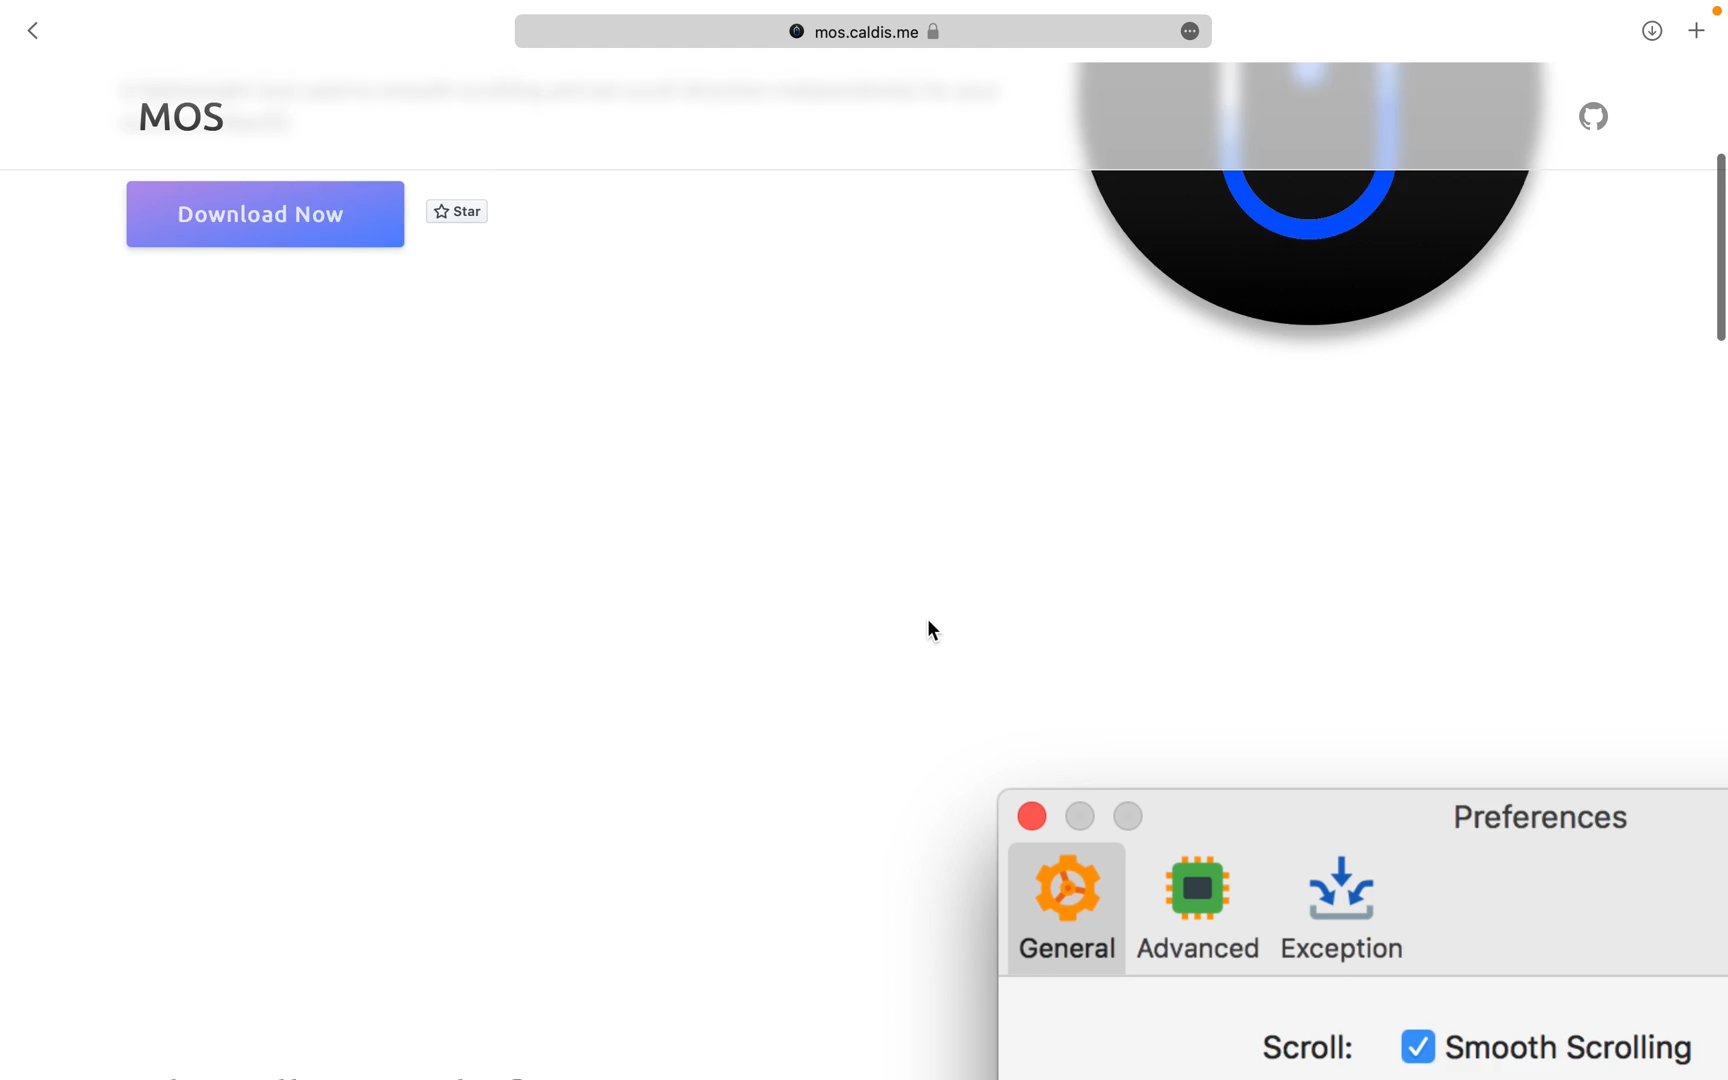 mos.caldis.me
MOS
Download Now
Star
Preferences
General
Advanced
Exception
Scroll:
Smooth Scrolling